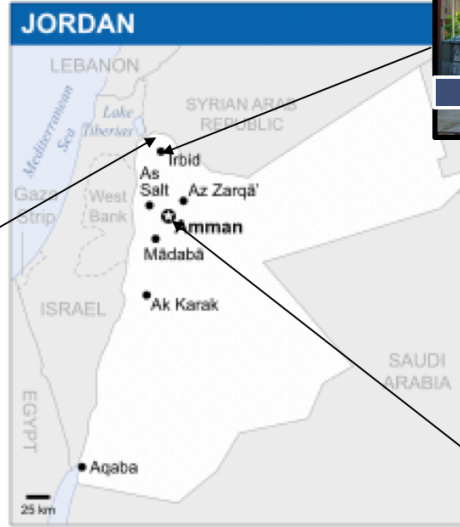 JORDAN
LEBANON
Mediterranean
Sea
Lake
Tiberias
SYRIAN ARAB
REPUBLIC
Irbid
As
Salt
Az Zarqā'
Gaza
Strip
West
Bank
Amman
Mādabā
Ak Karak
ISRAEL
SAUDI
ARABIA
EGYPT
Aqaba
25 km